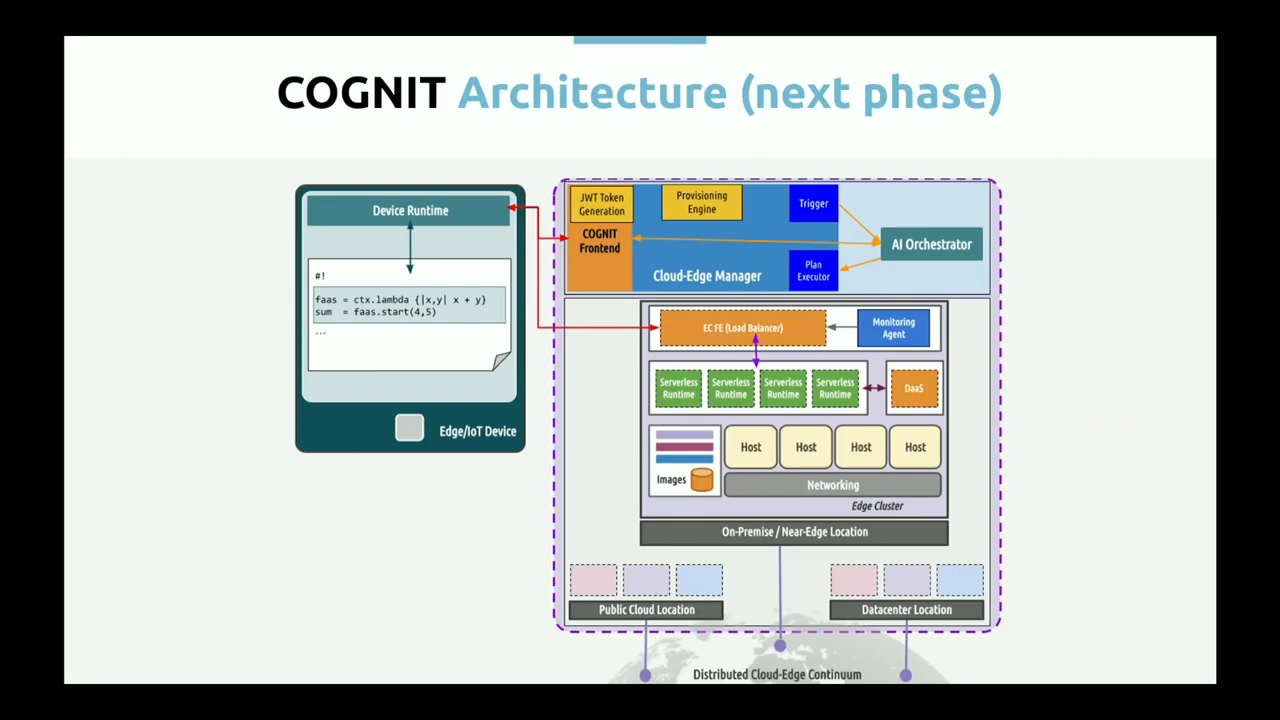 COGNIT Architecture (next phase)
Device Runtime
#!
faas = ctx.lambda {|x,y| x + y}
sum = faas.start(4,5)
...
Edge/IoT Device
JWT Token
Generation
COGNIT
Frontend
Provisioning
Engine
Cloud-Edge Manager
Trigger
Plan
Executor
AI Orchestrator
EC FE (Load Balancer)
Monitoring
Agent
Serverless
Runtime
Serverless
Runtime
Serverless
Runtime
Serverless
Runtime
DaaS
Images
Host
Host
Host
Host
Networking
Edge Cluster
On-Premise / Near-Edge Location
Public Cloud Location
Datacenter Location
Distributed Cloud-Edge Continuum